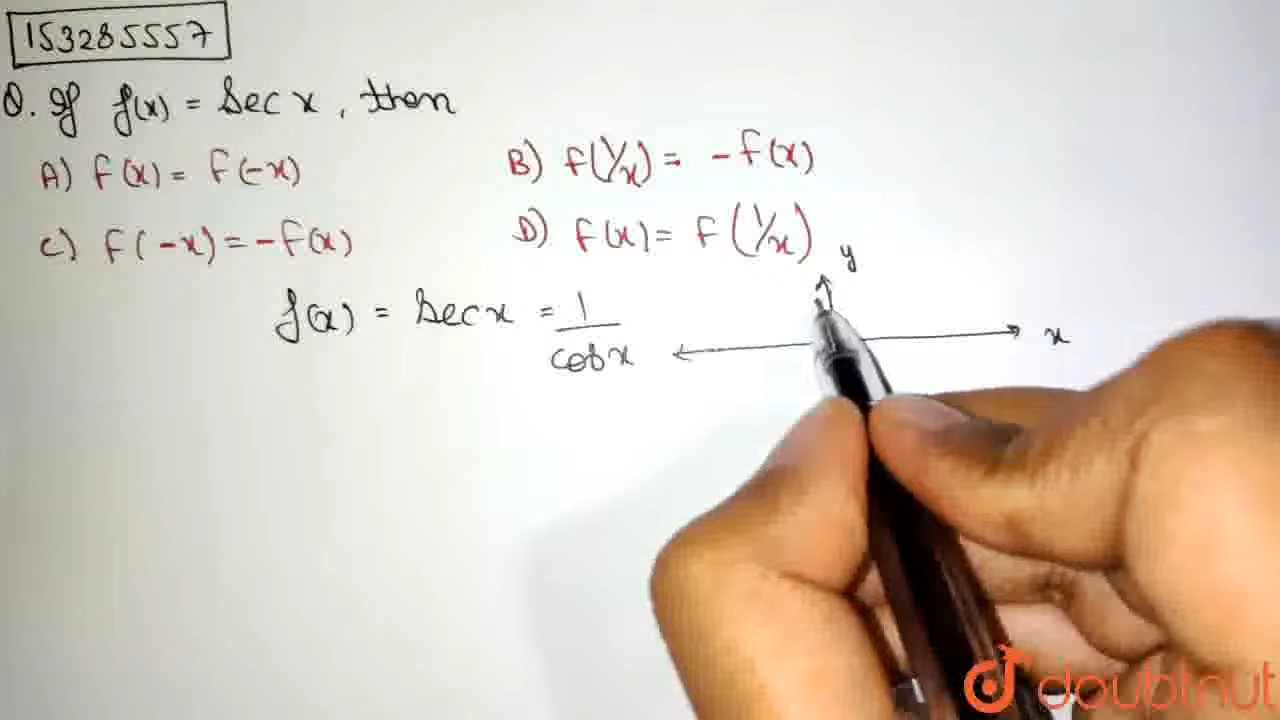 153285557
Q. If f(x) = Sec x, then
A) f(x) = f(-x) B) f(1/x) = -f(x)
C) f(-x) = -f(x) D) f(x) = f(1/x)
y
f(x) = Sec x = 1/cos x
x
doubtnut